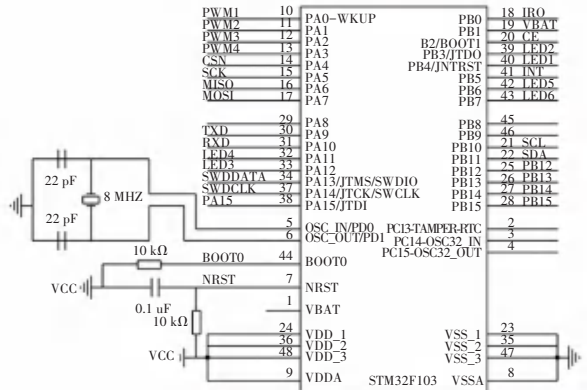 PWM1 10 PA0-WKUP PB0 18 IRO
PWM2 11 PA1 PB1 19 VBAT
PWM3 12 PA2 B2/BOOT1 20 CE
PWM4 13 PA3 PB3/JTDO 39 LED2
CSN 14 PA4 PB4/JNTRST 40 LED1
SCK 15 PA5 PB5 41 INT
MISO 16 PA6 PB6 42 LED5
MOSI 17 PA7 PB7 43 LED6
29 PA8 PB8 45
TXD 30 PA9 PB9 46
RXD 31 PA10 PB10 21 SCL
LED4 32 PA11 PB11 22 SDA
LED3 33 PA12 PB12 25 PB12
SWDDATA 34 PA13/JTMS/SWDIO PB13 26 PB13
SWDCLK 37 PA14/JTCK/SWCLK PB14 27 PB14
PA15 38 PA15/JTDI PB15 28 PB15
22 pF
8 MHZ
22 pF
5 OSC_IN/PD0 PC13-TAMPER-RTC 2
6 OSC_OUT/PD1 PC14-OSC32_IN 3
PC15-OSC32_OUT 4
10 kΩ BOOT0 44 BOOT0
VCC NRST 7 NRST
0.1 uF
10 kΩ
1 VBAT
24 VDD_1 VSS_1 23
36 VDD_2 VSS_2 35
VCC 48 VDD_3 VSS_3 47
9 VDDA STM32F103 VSSA 8